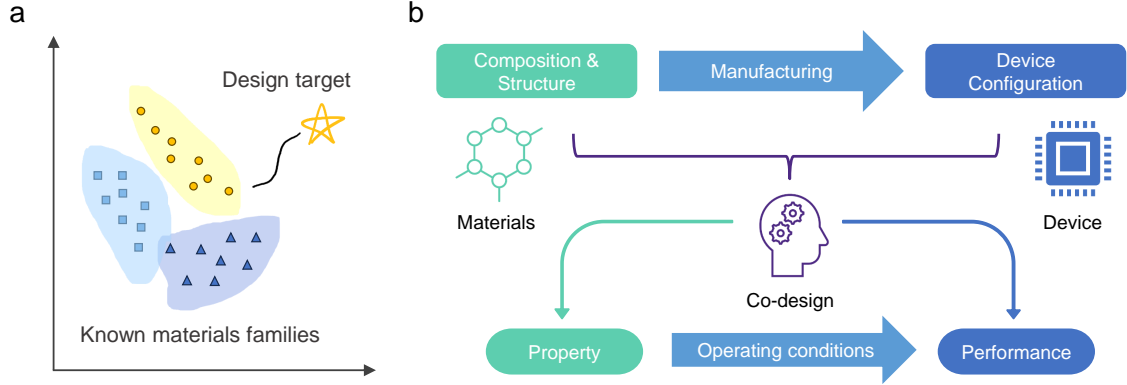 a
Design target
Known materials families
b
Composition &
Structure
Manufacturing
Device
Configuration
Materials
Device
Co-design
Property
Operating conditions
Performance